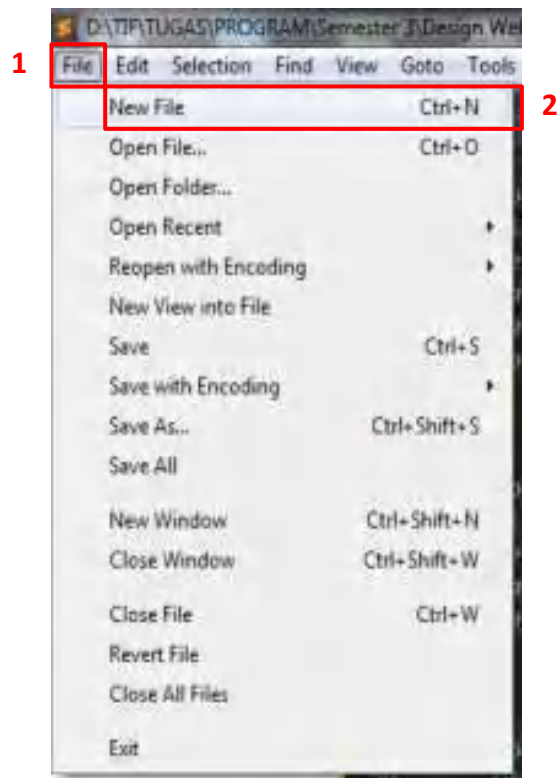 D:\TIF\TUGAS\PROGRAM\Semester 3\Design We
1 File Edit Selection Find View Goto Tools
New File Ctrl+N 2
Open File... Ctrl+O
Open Folder...
Open Recent
Reopen with Encoding
New View into File
Save Ctrl+S
Save with Encoding
Save As... Ctrl+Shift+S
Save All
New Window Ctrl+Shift+N
Close Window Ctrl+Shift+W
Close File Ctrl+W
Revert File
Close All Files
Exit